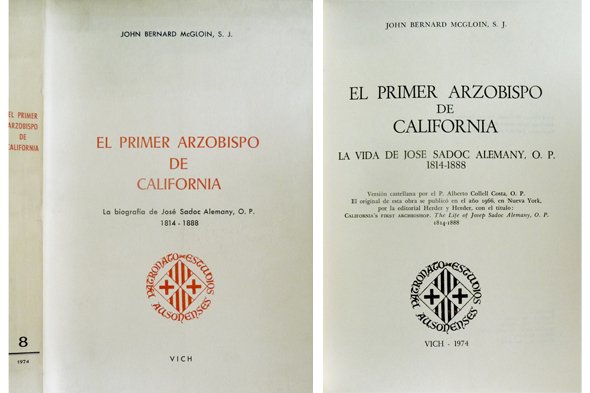 EL PRIMER
ARZOBISPO
DE
CALIFORNIA
8
1974
JOHN BERNARD McGLOIN, S. J.
EL PRIMER ARZOBISPO
DE
CALIFORNIA
La biografía de José Sadoc Alemany, O. P.
1814 - 1888
PATRONATO DE ESTUDIOS
AUSONENSES
VICH
JOHN BERNARD MCGLOIN, S. J.
EL PRIMER ARZOBISPO
DE
CALIFORNIA
LA VIDA DE JOSE SADOC ALEMANY, O. P.
1814-1888
Versión castellana por el P. Alberto Collell Costa, O. P.
El original de esta obra se publicó en el año 1966, en Nueva York,
por la editorial Herder y Herder, con el título:
CALIFORNIA'S FIRST ARCHBISHOP. The Life of Josep Sadoc Alemany, O. P.
1814-1888
PATRONATO DE ESTUDIOS
AUSONENSES
VICH - 1974